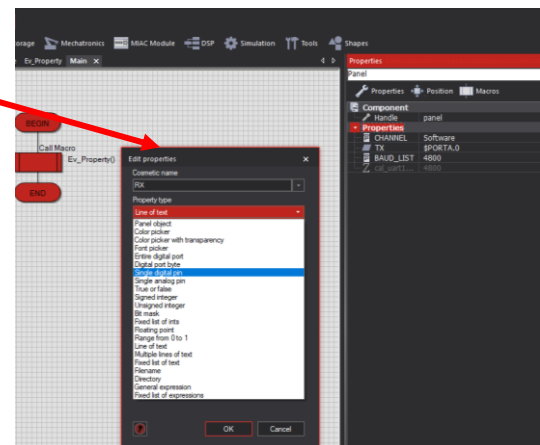 orage Mechatronics MIAC Module DSP Simulation Tools Shapes
Ev_Property Main X
Properties
Panel
Properties Position Macros
Component
Handle panel
Properties
CHANNEL Software
TX $PORTA.0
BAUD_LIST 4800
Z cal_uart1... 4800
BEGIN
Call Macro
Ev_Property()
END
Edit properties
Cosmetic name
RX
Property type
Line of text
Panel object
Color picker
Color picker with transparency
Font picker
Entire digital port
Digital port byte
Single digital pin
Single analog pin
True or false
Signed integer
Unsigned integer
Bit mask
Fixed list of ints
Floating point
Range from 0 to 1
Line of text
Multiple lines of text
Fixed list of text
Filename
Directory
General expression
Fixed list of expressions
OK Cancel